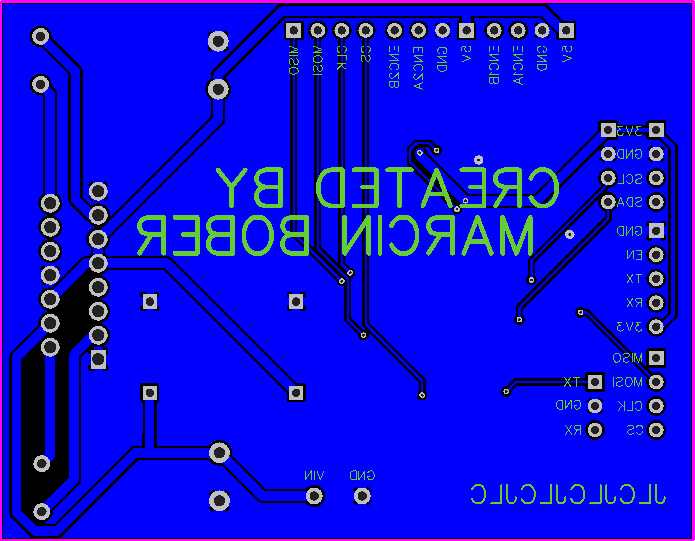 MISO MOSI CLK CS ENC2B ENC2A GND 5V ENC1B ENC1A GND 5V
3V3
GND
SCL
SDA
CREATED BY
MARCIN BOBER
GND
EN
TX
RX
3V3
MISO
MOSI TX
CLK GND
CS RX
VIN GND
JLCJLCJLCJLC